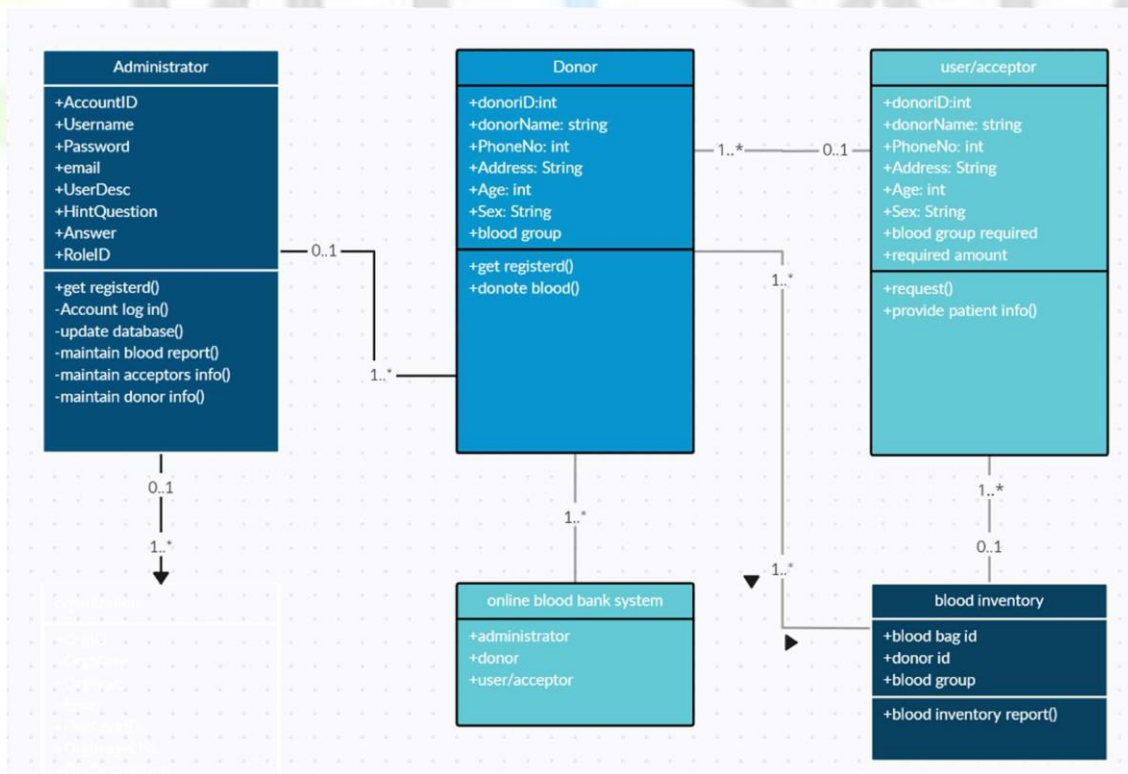 Administrator
+AccountID
+Username
+Password
+email
+UserDesc
+HintQuestion
+Answer
+RoleID
+get registerd()
-Account log in()
-update database()
-maintain blood report()
-maintain acceptors info()
-maintain donor info()
0..1
1..*
0..1
1..*
Donor
+donoriD:int
+donorName: string
+PhoneNo: int
+Address: String
+Age: int
+Sex: String
+blood group
+get registerd()
+donote blood()
1..*
0..1
user/acceptor
+donoriD:int
+donorName: string
+PhoneNo: int
+Address: String
+Age: int
+Sex: String
+blood group required
+required amount
+request()
+provide patient info()
1..*
1..*
1..*
1..*
0..1
online blood bank system
+administrator
+donor
+user/acceptor
blood inventory
+blood bag id
+donor id
+blood group
+blood inventory report()